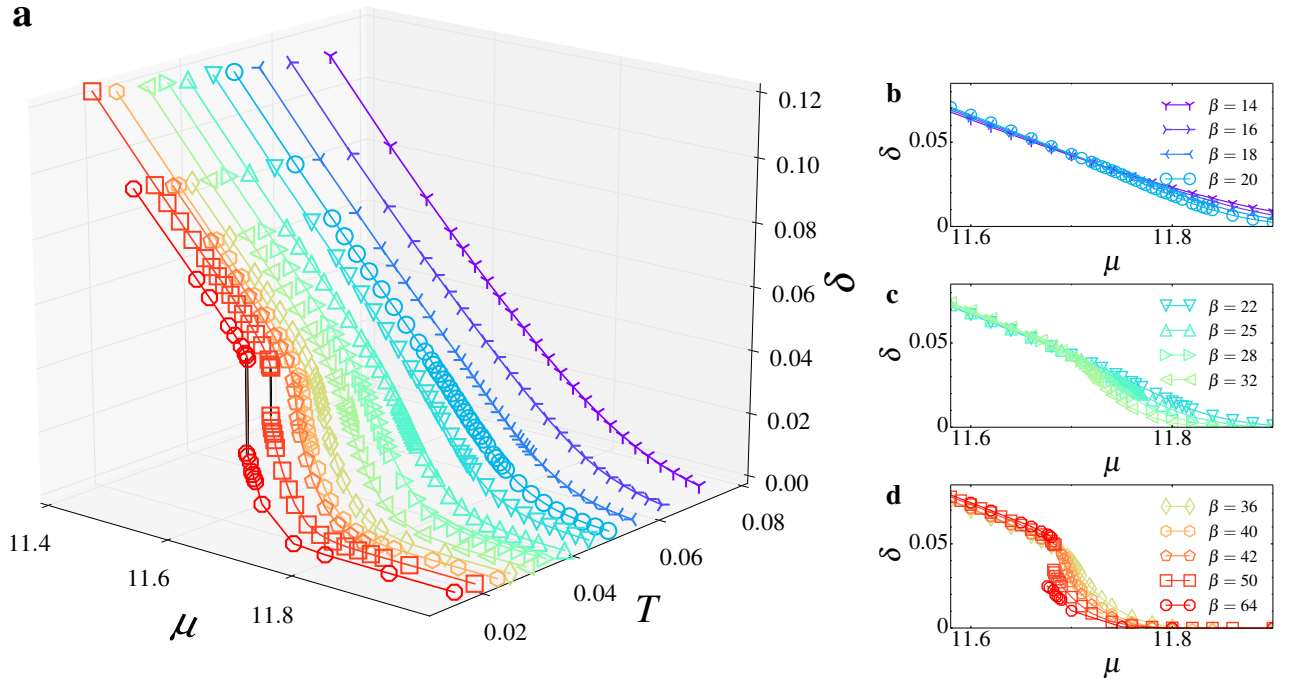 a
0.12
0.10
0.08
0.06
0.04
0.02
0.00
δ
11.4
11.6
11.8
μ
0.02
0.04
0.06
0.08
T
b
0.05
0
δ
11.6
11.8
μ
β = 14
β = 16
β = 18
β = 20
c
0.05
0
δ
11.6
11.8
μ
β = 22
β = 25
β = 28
β = 32
d
0.05
0
δ
11.6
11.8
μ
β = 36
β = 40
β = 42
β = 50
β = 64